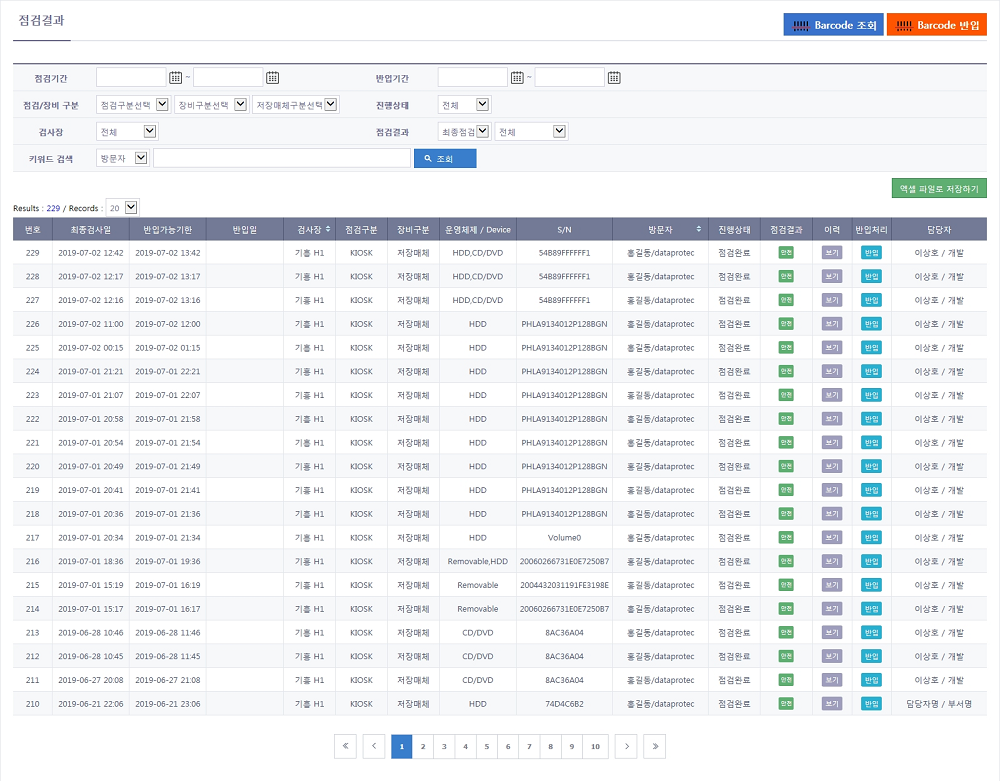 점검결과
Barcode 조회 Barcode 반입
점검기간 ~ 반입기간 ~
점검/장비 구분 점검구분선택 장비구분선택 저장매체구분선택 진행상태 전체
검사장 전체 점검결과 최종점검 전체
키워드 검색 방문자 조회
엑셀 파일로 저장하기
Results : 229 / Records : 20
번호 최종검사일 반입가능기한 반입일 검사장 점검구분 장비구분 운영체제 / Device S/N 방문자 진행상태 점검결과 이력 반입처리 담당자
229 2019-07-02 12:42 2019-07-02 13:42 기흥 H1 KIOSK 저장매체 HDD,CD/DVD 54B89FFFFFF1 홍길동/dataprotec 점검완료 안전 보기 반입 이상호 / 개발
228 2019-07-02 12:17 2019-07-02 13:17 기흥 H1 KIOSK 저장매체 HDD,CD/DVD 54B89FFFFFF1 홍길동/dataprotec 점검완료 안전 보기 반입 이상호 / 개발
227 2019-07-02 12:16 2019-07-02 13:16 기흥 H1 KIOSK 저장매체 HDD,CD/DVD 54B89FFFFFF1 홍길동/dataprotec 점검완료 안전 보기 반입 이상호 / 개발
226 2019-07-02 11:00 2019-07-02 12:00 기흥 H1 KIOSK 저장매체 HDD PHLA9134012P128BGN 홍길동/dataprotec 점검완료 안전 보기 반입 이상호 / 개발
225 2019-07-02 00:15 2019-07-02 01:15 기흥 H1 KIOSK 저장매체 HDD PHLA9134012P128BGN 홍길동/dataprotec 점검완료 안전 보기 반입 이상호 / 개발
224 2019-07-01 21:21 2019-07-01 22:21 기흥 H1 KIOSK 저장매체 HDD PHLA9134012P128BGN 홍길동/dataprotec 점검완료 안전 보기 반입 이상호 / 개발
223 2019-07-01 21:07 2019-07-01 22:07 기흥 H1 KIOSK 저장매체 HDD PHLA9134012P128BGN 홍길동/dataprotec 점검완료 안전 보기 반입 이상호 / 개발
222 2019-07-01 20:58 2019-07-01 21:58 기흥 H1 KIOSK 저장매체 HDD PHLA9134012P128BGN 홍길동/dataprotec 점검완료 안전 보기 반입 이상호 / 개발
221 2019-07-01 20:54 2019-07-01 21:54 기흥 H1 KIOSK 저장매체 HDD PHLA9134012P128BGN 홍길동/dataprotec 점검완료 안전 보기 반입 이상호 / 개발
220 2019-07-01 20:49 2019-07-01 21:49 기흥 H1 KIOSK 저장매체 HDD PHLA9134012P128BGN 홍길동/dataprotec 점검완료 안전 보기 반입 이상호 / 개발
219 2019-07-01 20:41 2019-07-01 21:41 기흥 H1 KIOSK 저장매체 HDD PHLA9134012P128BGN 홍길동/dataprotec 점검완료 안전 보기 반입 이상호 / 개발
218 2019-07-01 20:36 2019-07-01 21:36 기흥 H1 KIOSK 저장매체 HDD PHLA9134012P128BGN 홍길동/dataprotec 점검완료 안전 보기 반입 이상호 / 개발
217 2019-07-01 20:34 2019-07-01 21:34 기흥 H1 KIOSK 저장매체 HDD Volume0 홍길동/dataprotec 점검완료 안전 보기 반입 이상호 / 개발
216 2019-07-01 18:36 2019-07-01 19:36 기흥 H1 KIOSK 저장매체 Removable,HDD 20060266731E0E7250B7 홍길동/dataprotec 점검완료 안전 보기 반입 이상호 / 개발
215 2019-07-01 15:19 2019-07-01 16:19 기흥 H1 KIOSK 저장매체 Removable 2004432031191FE3198E 홍길동/dataprotec 점검완료 안전 보기 반입 이상호 / 개발
214 2019-07-01 15:17 2019-07-01 16:17 기흥 H1 KIOSK 저장매체 Removable 20060266731E0E7250B7 홍길동/dataprotec 점검완료 안전 보기 반입 이상호 / 개발
213 2019-06-28 10:46 2019-06-28 11:46 기흥 H1 KIOSK 저장매체 CD/DVD 8AC36A04 홍길동/dataprotec 점검완료 안전 보기 반입 이상호 / 개발
212 2019-06-28 10:45 2019-06-28 11:45 기흥 H1 KIOSK 저장매체 CD/DVD 8AC36A04 홍길동/dataprotec 점검완료 안전 보기 반입 이상호 / 개발
211 2019-06-27 20:08 2019-06-27 21:08 기흥 H1 KIOSK 저장매체 CD/DVD 8AC36A04 홍길동/dataprotec 점검완료 안전 보기 반입 이상호 / 개발
210 2019-06-21 22:06 2019-06-21 23:06 기흥 H1 KIOSK 저장매체 HDD 74D4C6B2 홍길동/dataprotec 점검완료 안전 보기 반입 담당자명 / 부서명
« ‹ 1 2 3 4 5 6 7 8 9 10 › »